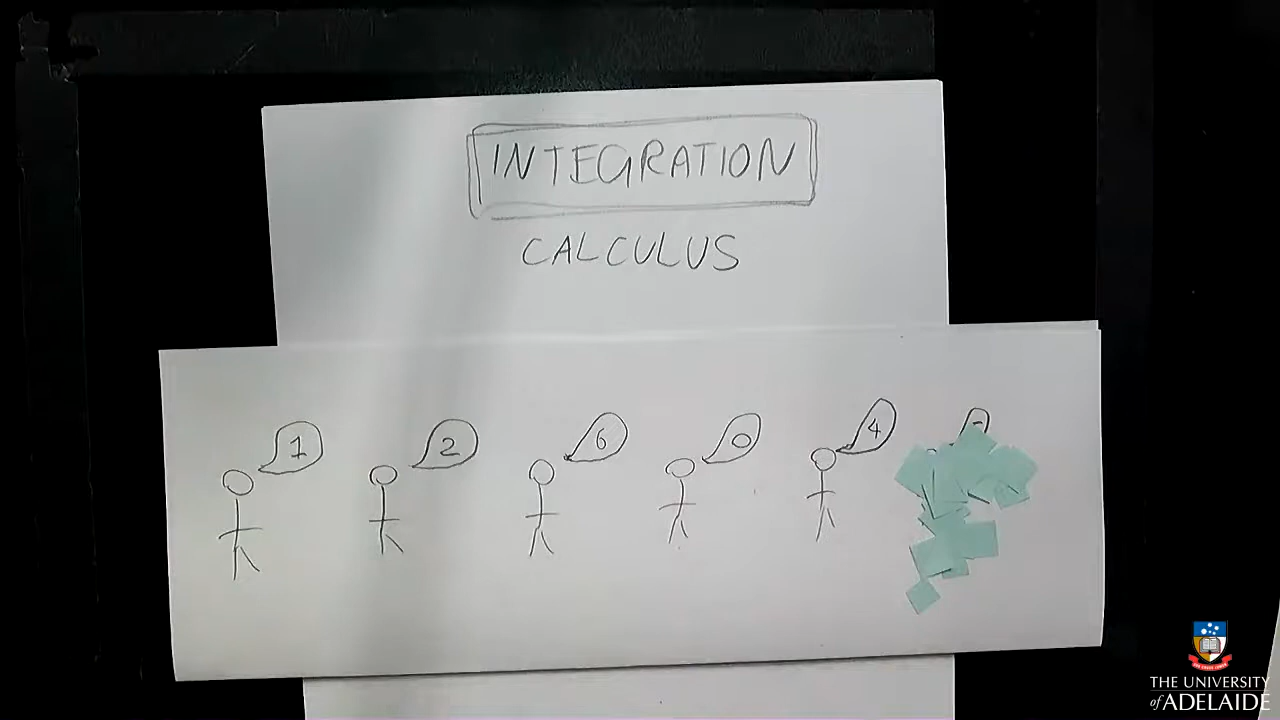 INTEGRATION
CALCULUS
1 2 6 0 4
THE UNIVERSITY
of ADELAIDE